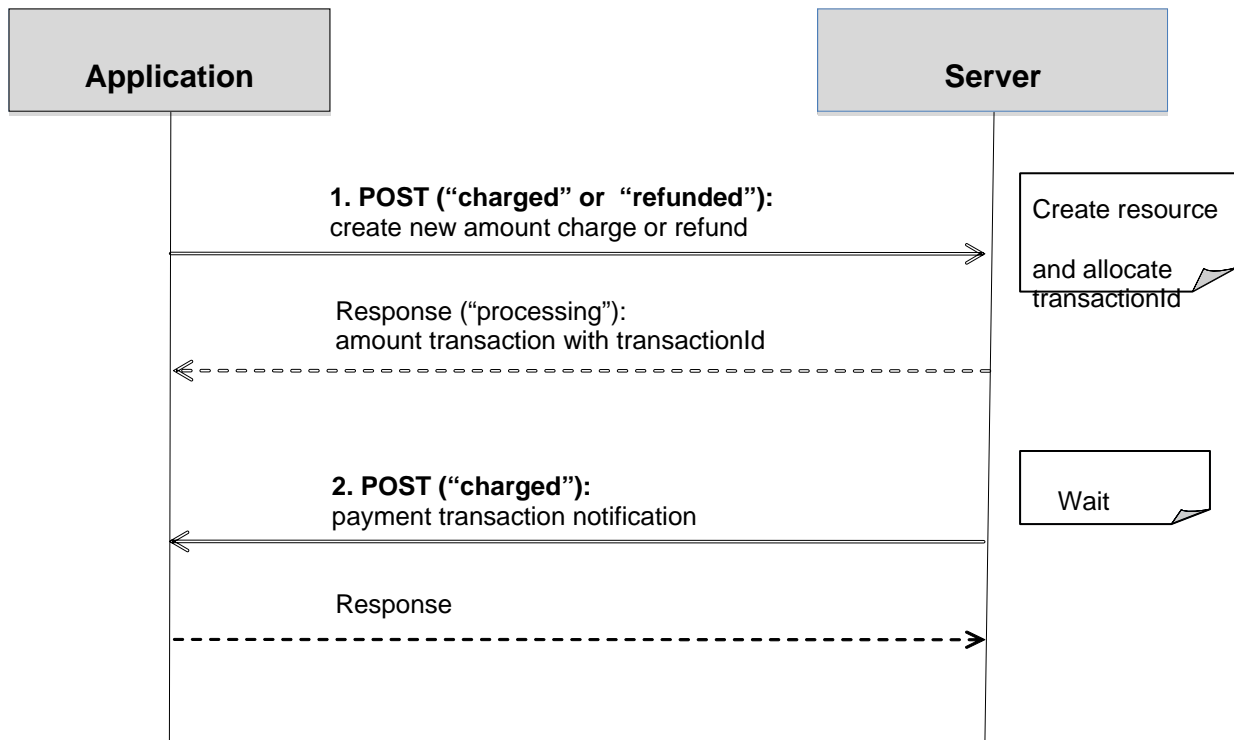 Application
Server
1. POST (“charged” or “refunded”):
create new amount charge or refund
Create resource
and allocate
transactionId
Response (“processing”):
amount transaction with transactionId
2. POST (“charged”):
payment transaction notification
Wait
Response